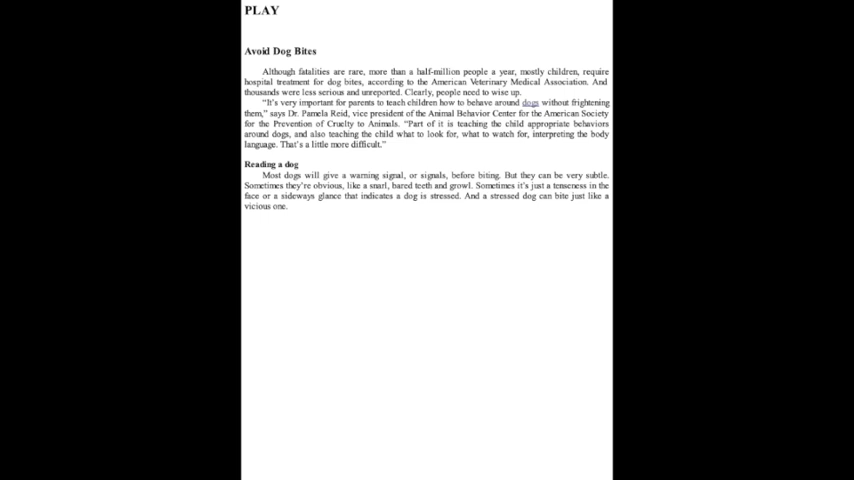 PLAY
Avoid Dog Bites
Although fatalities are rare, more than a half-million people a year, mostly children, require
hospital treatment for dog bites, according to the American Veterinary Medical Association. And
thousands were less serious and unreported. Clearly, people need to wise up.
“It’s very important for parents to teach children how to behave around dogs without frightening
them,” says Dr. Pamela Reid, vice president of the Animal Behavior Center for the American Society
for the Prevention of Cruelty to Animals. “Part of it is teaching the child appropriate behaviors
around dogs, and also teaching the child what to look for, what to watch for, interpreting the body
language. That’s a little more difficult.”
Reading a dog
Most dogs will give a warning signal, or signals, before biting. But they can be very subtle.
Sometimes they’re obvious, like a snarl, bared teeth and growl. Sometimes it’s just a tenseness in the
face or a sideways glance that indicates a dog is stressed. And a stressed dog can bite just like a
vicious one.